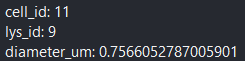 cell_id: 11
lys_id: 9
diameter_um: 0.7566052787005901